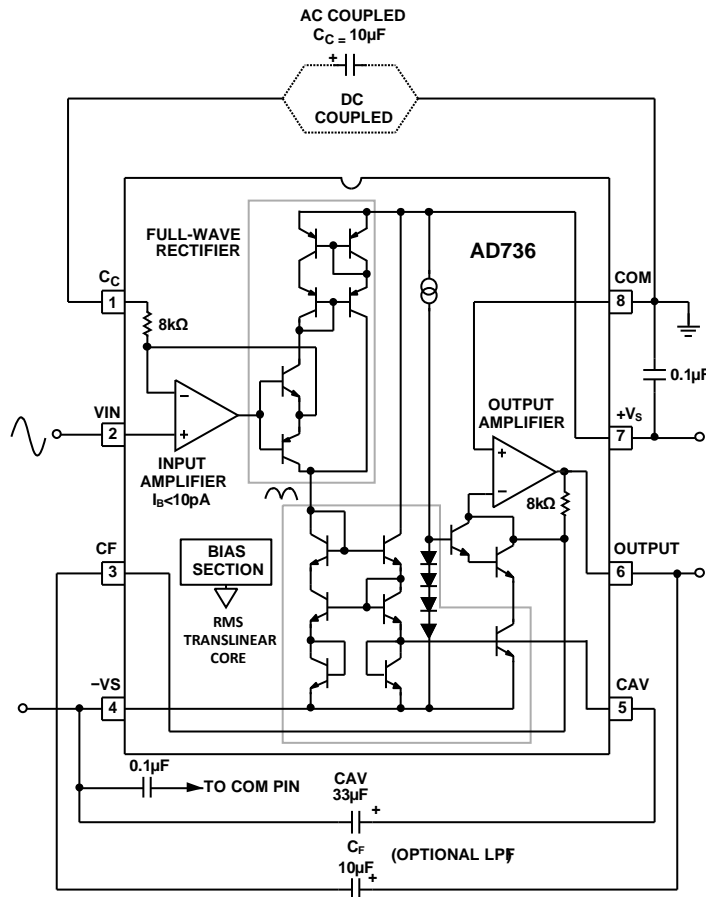 AC COUPLED
CC = 10µF
+
DC
COUPLED
FULL-WAVE
RECTIFIER
AD736
CC
1
8kΩ
COM
8
0.1µF
VIN
2
−
+
INPUT
AMPLIFIER
IB<10pA
OUTPUT
AMPLIFIER
+
−
8kΩ
+VS
7
CF
3
BIAS
SECTION
RMS
TRANSLINEAR
CORE
OUTPUT
6
−VS
4
CAV
5
0.1µF
TO COM PIN
CAV
33µF
+
CF
10µF
+
(OPTIONAL LPF)